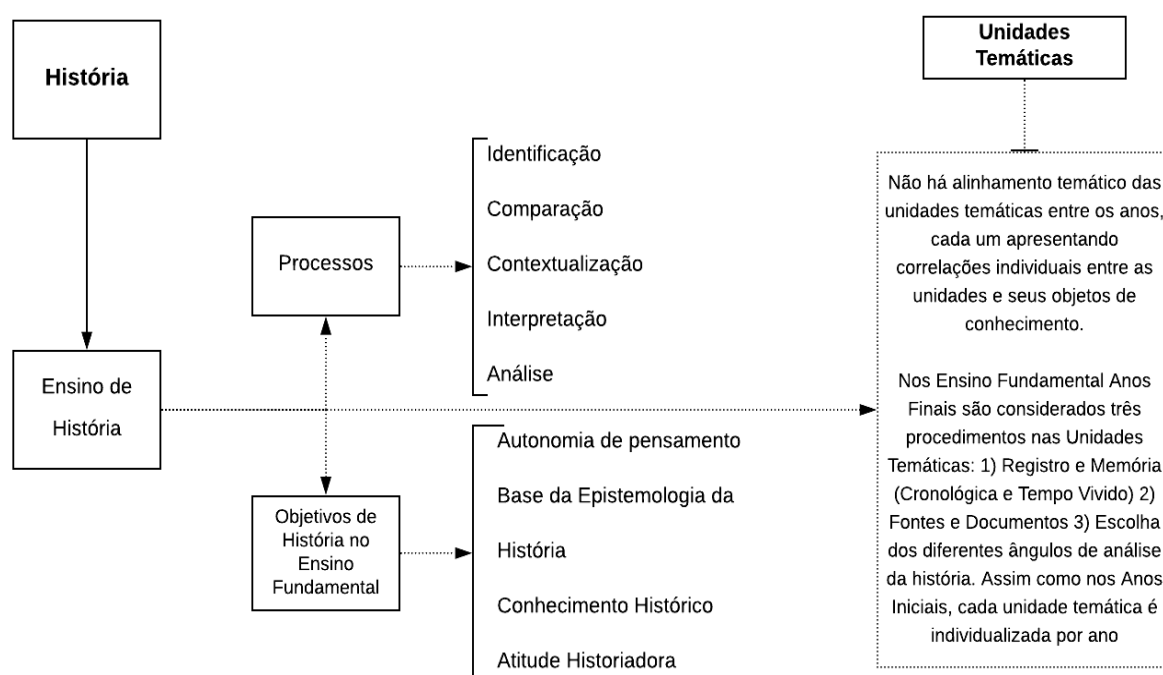 História
Ensino de
História
Processos
Identificação
Comparação
Contextualização
Interpretação
Análise
Objetivos de
História no
Ensino
Fundamental
Autonomia de pensamento
Base da Epistemologia da
História
Conhecimento Histórico
Atitude Historiadora
Unidades
Temáticas
Não há alinhamento temático das
unidades temáticas entre os anos,
cada um apresentando
correlações individuais entre as
unidades e seus objetos de
conhecimento.
Nos Ensino Fundamental Anos
Finais são considerados três
procedimentos nas Unidades
Temáticas: 1) Registro e Memória
(Cronológica e Tempo Vivido) 2)
Fontes e Documentos 3) Escolha
dos diferentes ângulos de análise
da história. Assim como nos Anos
Iniciais, cada unidade temática é
individualizada por ano